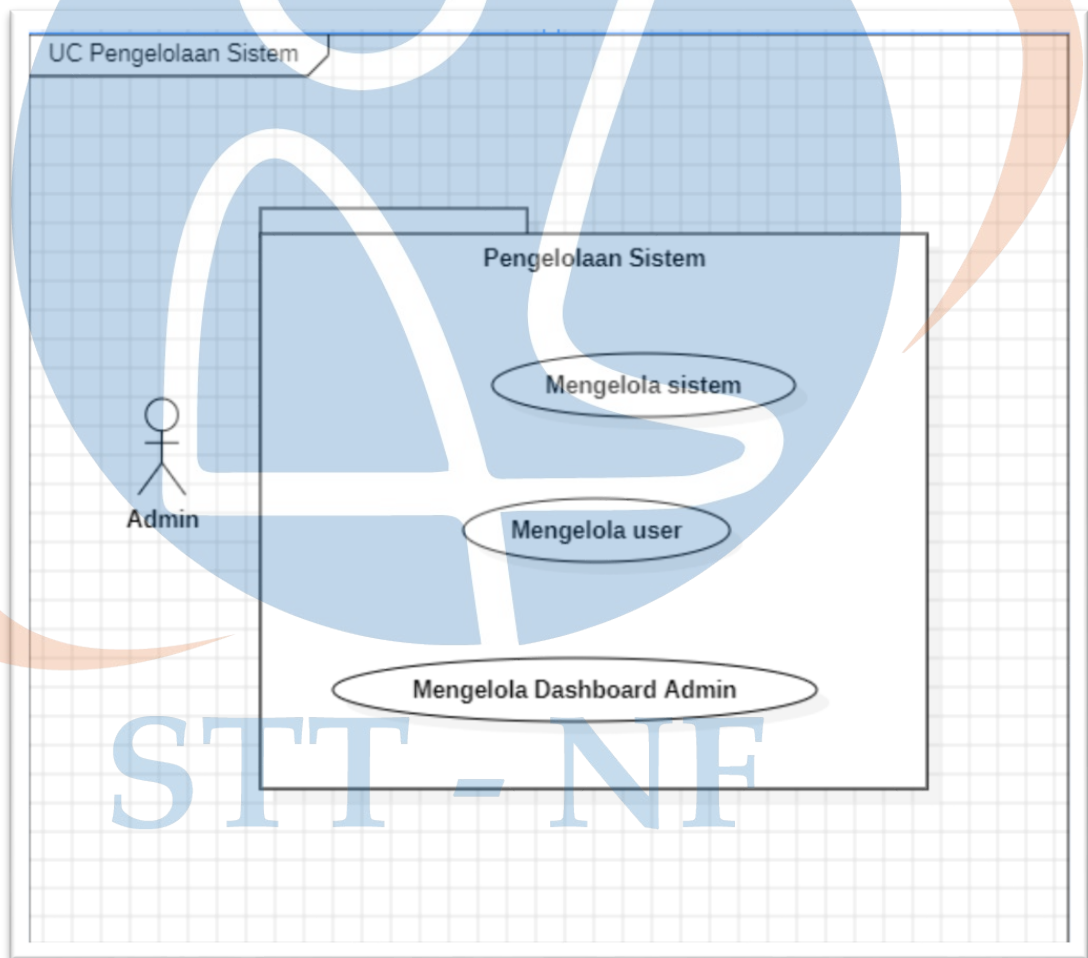 UC Pengelolaan Sistem
Pengelolaan Sistem
Mengelola sistem
Admin
Mengelola user
Mengelola Dashboard Admin
STT - NF